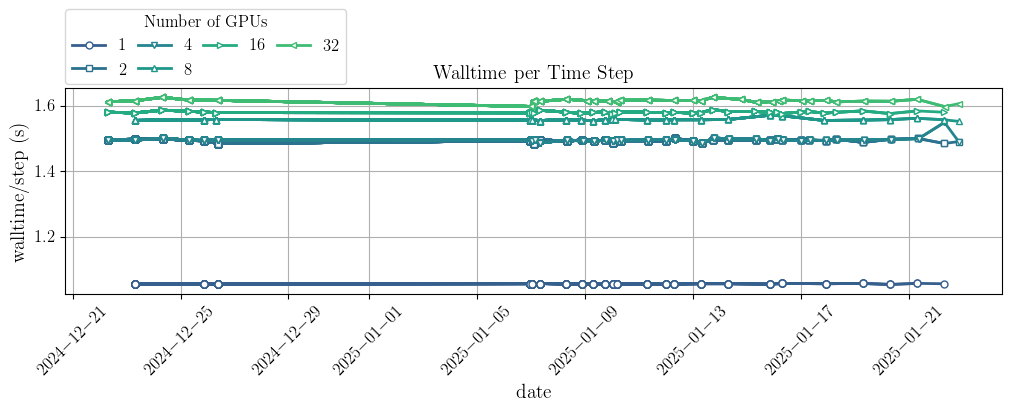 Number of GPUs
1 4 16 32
2 8
Walltime per Time Step
walltime/step (s)
1.6
1.4
1.2
2024−12−21 2024−12−25 2024−12−29 2025−01−01 2025−01−05 2025−01−09 2025−01−13 2025−01−17 2025−01−21
date